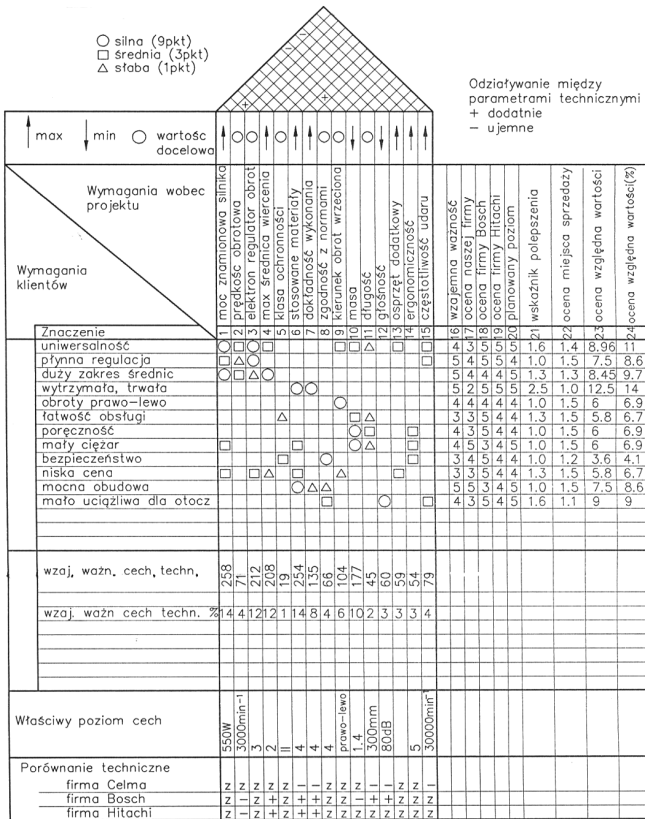 ○ silna (9pkt)
□ średnia (3pkt)
△ słaba (1pkt)
Odziaływanie między
parametrami technicznymi
+ dodatnie
− ujemne
↑ max ↓ min ○ wartośc
docelowa
Wymagania wobec
projektu
Wymagania
klientów
moc znamionowa silnika
prędkośc obrotowa
elektron regulator obrot
max średnica wiercenia
klasa ochronności
stosowane materiały
dokładność wykonania
zgodność z normami
kierunek obrot wrzeciona
masa
długość
głośność
osprzęt dodatkowy
ergonomiczność
częstotliwość udaru
wzajemna ważność
ocena naszej firmy
ocena firmy Bosch
ocena firmy Hitachi
planowany poziom
wskaźnik polepszenia
ocena miejsca sprzedaży
ocena względna wartości
ocena względna wartości(%)
Znaczenie 1 2 3 4 5 6 7 8 9 10 11 12 13 14 15 16 17 18 19 20 21 22 23 24
uniwersalność 4 3 5 5 5 1.6 1.4 8.96 11
płynna regulacja 5 4 5 5 4 1.0 1.5 7.5 8.6
duży zakres średnic 5 4 5 4 5 1.3 1.3 8.45 9.7
wytrzymała, trwała 5 2 5 5 5 2.5 1.0 12.5 14
obroty prawo−lewo 4 4 4 4 4 1.0 1.5 6 6.9
łatwość obsługi 3 3 5 4 4 1.3 1.5 5.8 6.7
poręczność 4 4 4 4 4 1.0 1.5 6 6.9
mały ciężar 4 5 3 5 4 1.0 1.5 6 6.9
bezpieczeństwo 3 4 5 4 4 1.0 1.2 3.6 4.1
niska cena 3 3 5 4 4 1.3 1.5 5.8 6.7
mocna obudowa 5 5 3 4 5 1.0 1.5 7.5 8.6
mało uciążliwa dla otocz 4 3 5 4 5 1.6 1.1 9 9
wzaj, ważn. cech, techn, 258 71 212 208 19 254 135 66 104 177 45 60 59 54 79
wzaj. ważn cech techn. % 14 4 12 12 1 14 8 4 6 10 2 3 3 3 4
Właściwy poziom cech 550W 3000min−1 3 2 II 4 4 4 prawo−lewo 1.4 300mm 80dB 5 30000min−1
Porównanie techniczne
firma Celma z z z z z − − z z − z z z z −
firma Bosch z − z + z + + z z − + + z z z
firma Hitachi z − z + z + + z z z z z z z z